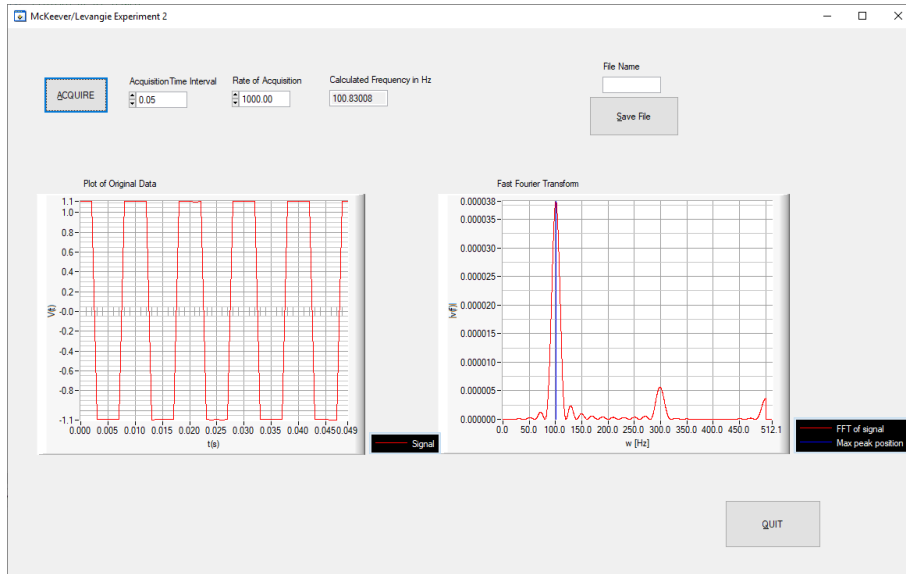 McKeever/Levangie Experiment 2
File Name
ACQUIRE
Acquisition Time Interval
0.05
Rate of Acquisition
1000.00
Calculated Frequency in Hz
100.83008
Save File
Plot of Original Data
1.1
1.0
0.8
0.6
0.4
0.2
-0.0
-0.2
-0.4
-0.6
-0.8
-1.1
V(t)
0.000 0.005 0.010 0.015 0.020 0.025 0.030 0.035 0.040 0.045 0.049
t(s)
Signal
Fast Fourier Transform
0.000038
0.000035
0.000030
0.000025
0.000020
0.000015
0.000010
0.000005
0.000000
|v(f)|
0.0 50.0 100.0 150.0 200.0 250.0 300.0 350.0 400.0 450.0 512.1
w [Hz]
FFT of signal
Max peak position
QUIT